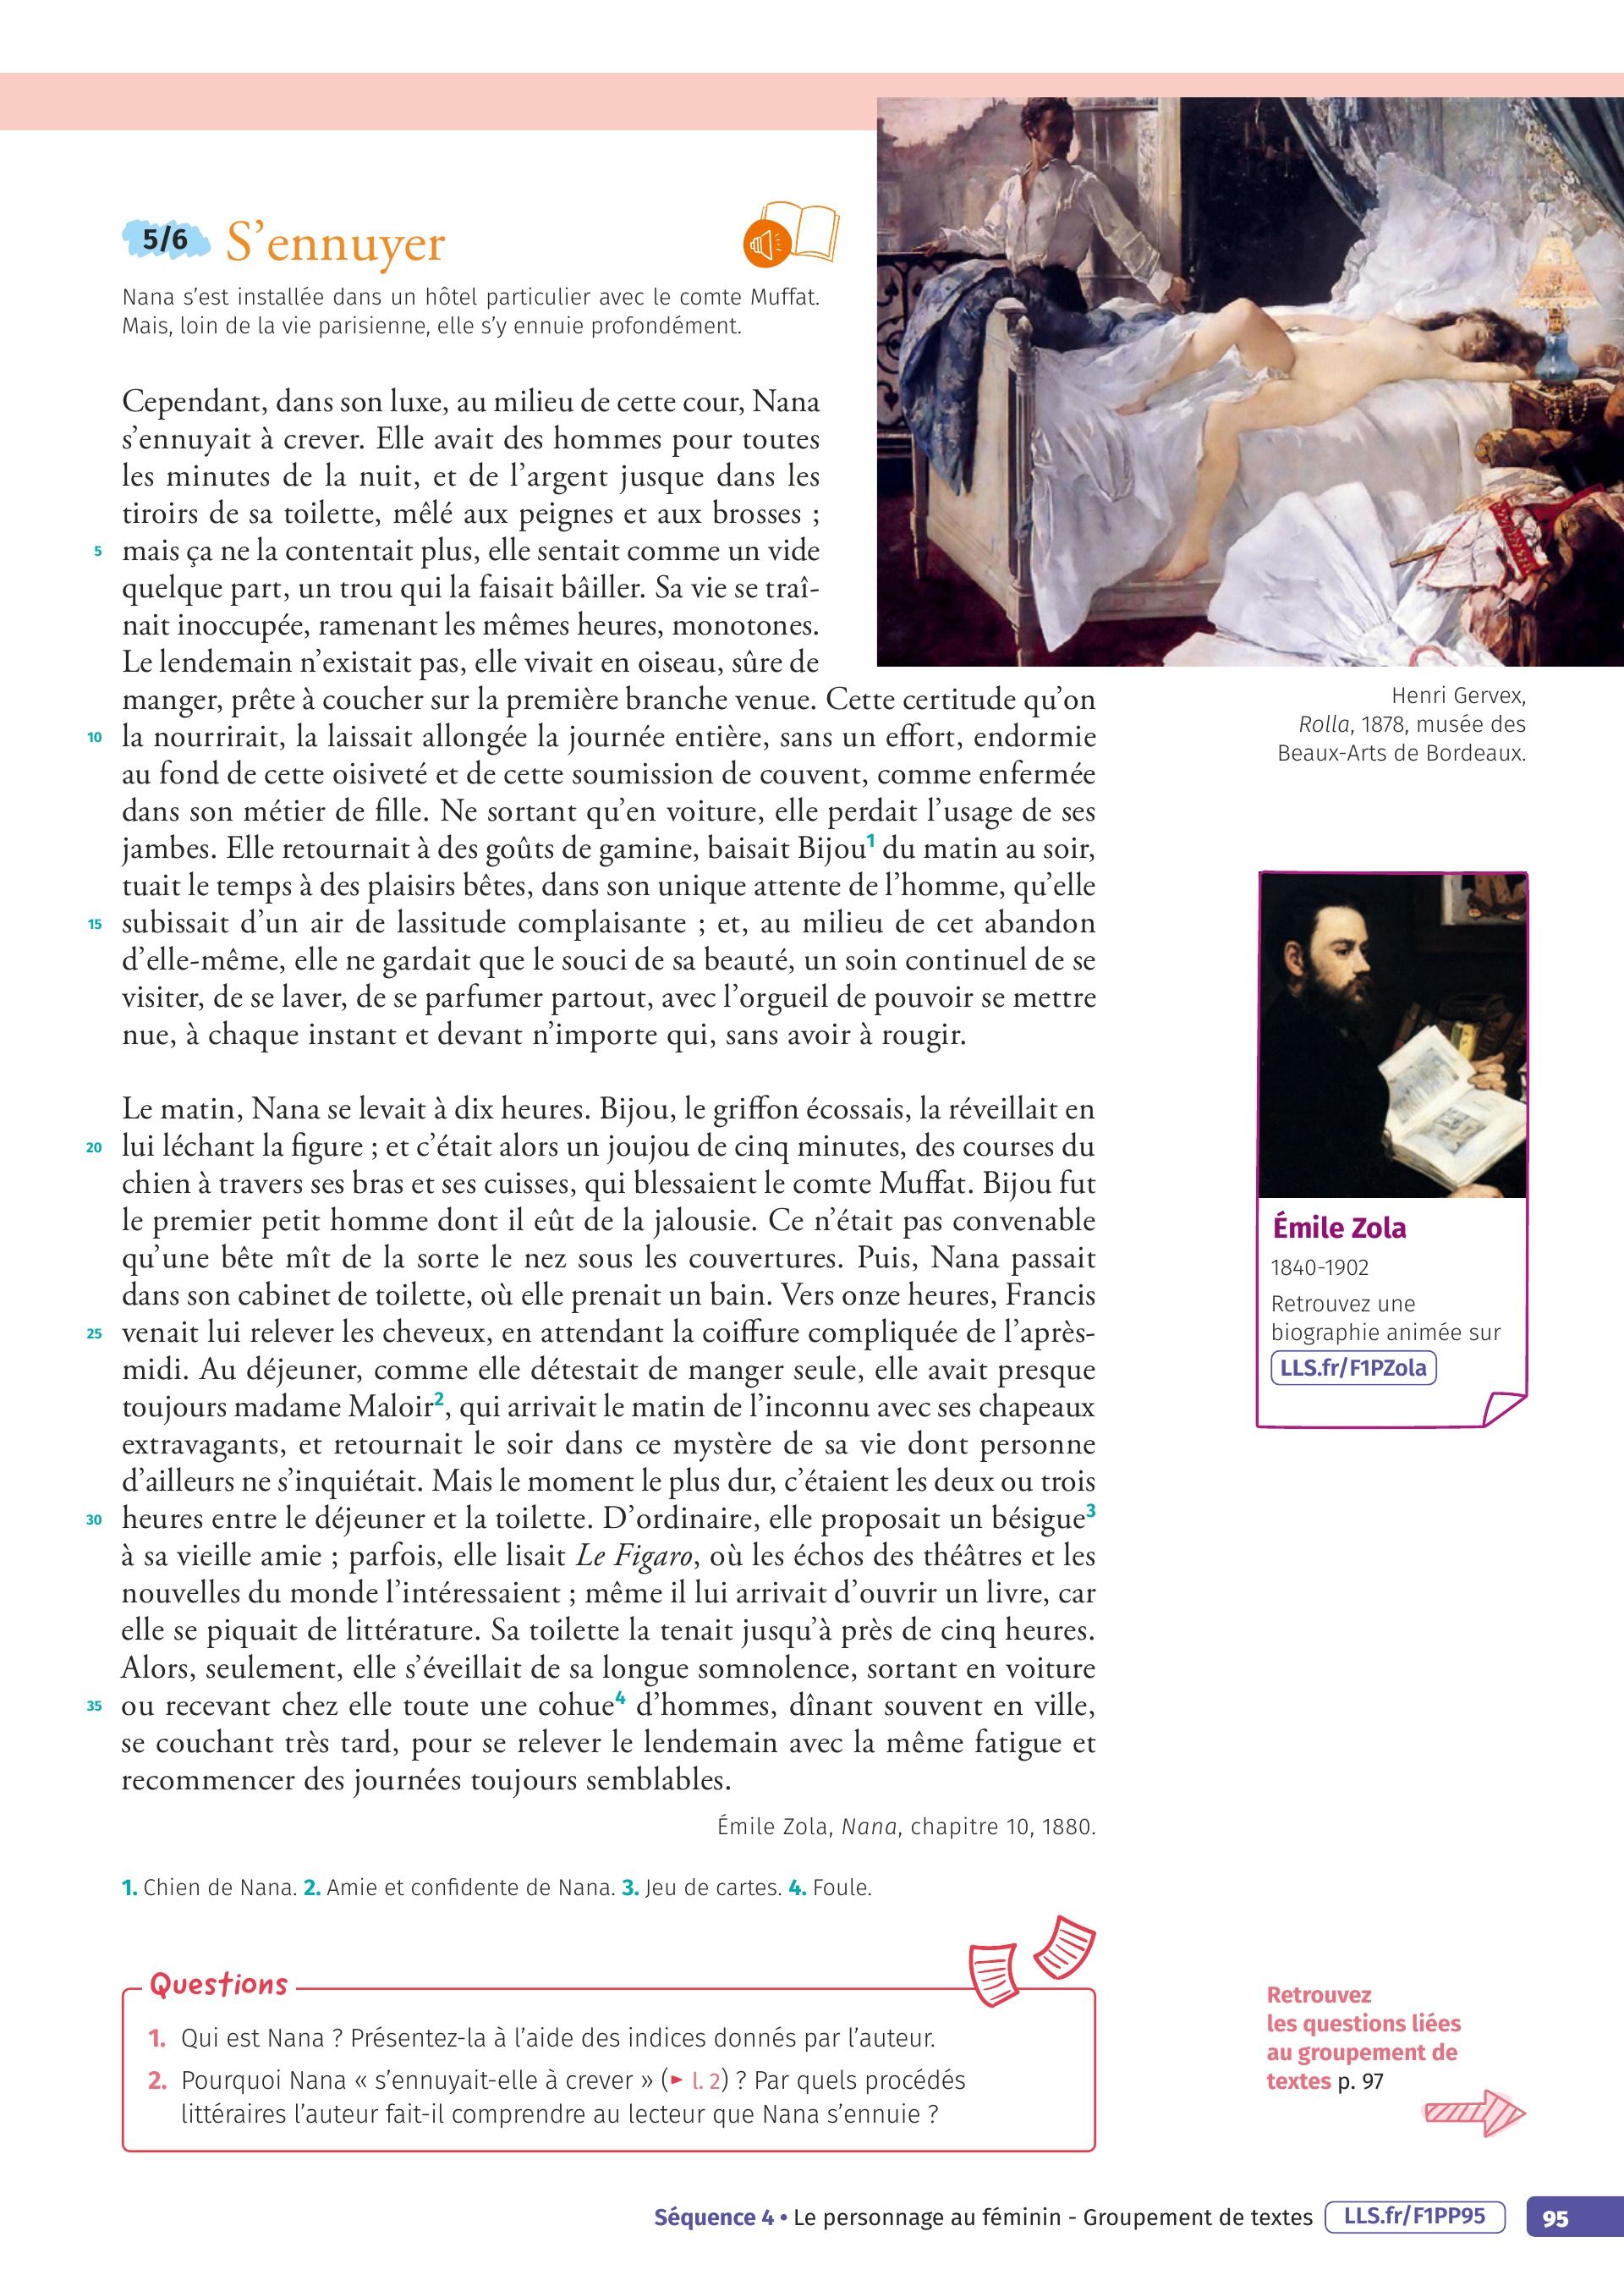 5/6 S'ennuyer
Nana s'est installée dans un hôtel particulier avec le comte Muffat.
Mais, loin de la vie parisienne, elle s'y ennuie profondément.
Cependant, dans son luxe, au milieu de cette cour, Nana
s'ennuyait à crever. Elle avait des hommes pour toutes
les minutes de la nuit, et de l'argent jusque dans les
tiroirs de sa toilette, mêlé aux peignes et aux brosses ;
5 mais ça ne la contentait plus, elle sentait comme un vide
quelque part, un trou qui la faisait bâiller. Sa vie se traî-
nait inoccupée, ramenant les mêmes heures, monotones.
Le lendemain n'existait pas, elle vivait en oiseau, sûre de
manger, prête à coucher sur la première branche venue. Cette certitude qu'on
10 la nourrirait, la laissait allongée la journée entière, sans un effort, endormie
au fond de cette oisiveté et de cette soumission de couvent, comme enfermée
dans son métier de fille. Ne sortant qu'en voiture, elle perdait l'usage de ses
jambes. Elle retournait à des goûts de gamine, baisait Bijou1 du matin au soir,
tuait le temps à des plaisirs bêtes, dans son unique attente de l'homme, qu'elle
15 subissait d'un air de lassitude complaisante ; et, au milieu de cet abandon
d'elle-même, elle ne gardait que le souci de sa beauté, un soin continuel de se
visiter, de se laver, de se parfumer partout, avec l'orgueil de pouvoir se mettre
nue, à chaque instant et devant n'importe qui, sans avoir à rougir.
Le matin, Nana se levait à dix heures. Bijou, le griffon écossais, la réveillait en
20 lui léchant la figure ; et c'était alors un joujou de cinq minutes, des courses du
chien à travers ses bras et ses cuisses, qui blessaient le comte Muffat. Bijou fut
le premier petit homme dont il eût de la jalousie. Ce n'était pas convenable
qu'une bête mît de la sorte le nez sous les couvertures. Puis, Nana passait
dans son cabinet de toilette, où elle prenait un bain. Vers onze heures, Francis
25 venait lui relever les cheveux, en attendant la coiffure compliquée de l'après-
midi. Au déjeuner, comme elle détestait de manger seule, elle avait presque
toujours madame Maloir2, qui arrivait le matin de l'inconnu avec ses chapeaux
extravagants, et retournait le soir dans ce mystère de sa vie dont personne
d'ailleurs ne s'inquiétait. Mais le moment le plus dur, c'étaient les deux ou trois
30 heures entre le déjeuner et la toilette. D'ordinaire, elle proposait un bésigue3
à sa vieille amie ; parfois, elle lisait Le Figaro, où les échos des théâtres et les
nouvelles du monde l'intéressaient ; même il lui arrivait d'ouvrir un livre, car
elle se piquait de littérature. Sa toilette la tenait jusqu'à près de cinq heures.
Alors, seulement, elle s'éveillait de sa longue somnolence, sortant en voiture
35 ou recevant chez elle toute une cohue4 d'hommes, dînant souvent en ville,
se couchant très tard, pour se relever le lendemain avec la même fatigue et
recommencer des journées toujours semblables.
Émile Zola, Nana, chapitre 10, 1880.
1. Chien de Nana. 2. Amie et confidente de Nana. 3. Jeu de cartes. 4. Foule.
Henri Gervex,
Rolla, 1878, musée des
Beaux-Arts de Bordeaux.
Émile Zola
1840-1902
Retrouvez une
biographie animée sur
LLS.fr/F1PZola
Questions
1. Qui est Nana ? Présentez-la à l'aide des indices donnés par l'auteur.
2. Pourquoi Nana « s'ennuyait-elle à crever » (► l. 2) ? Par quels procédés
littéraires l'auteur fait-il comprendre au lecteur que Nana s'ennuie ?
Retrouvez
les questions liées
au groupement de
textes p. 97
Séquence 4 • Le personnage au féminin - Groupement de textes LLS.fr/F1PP95 95